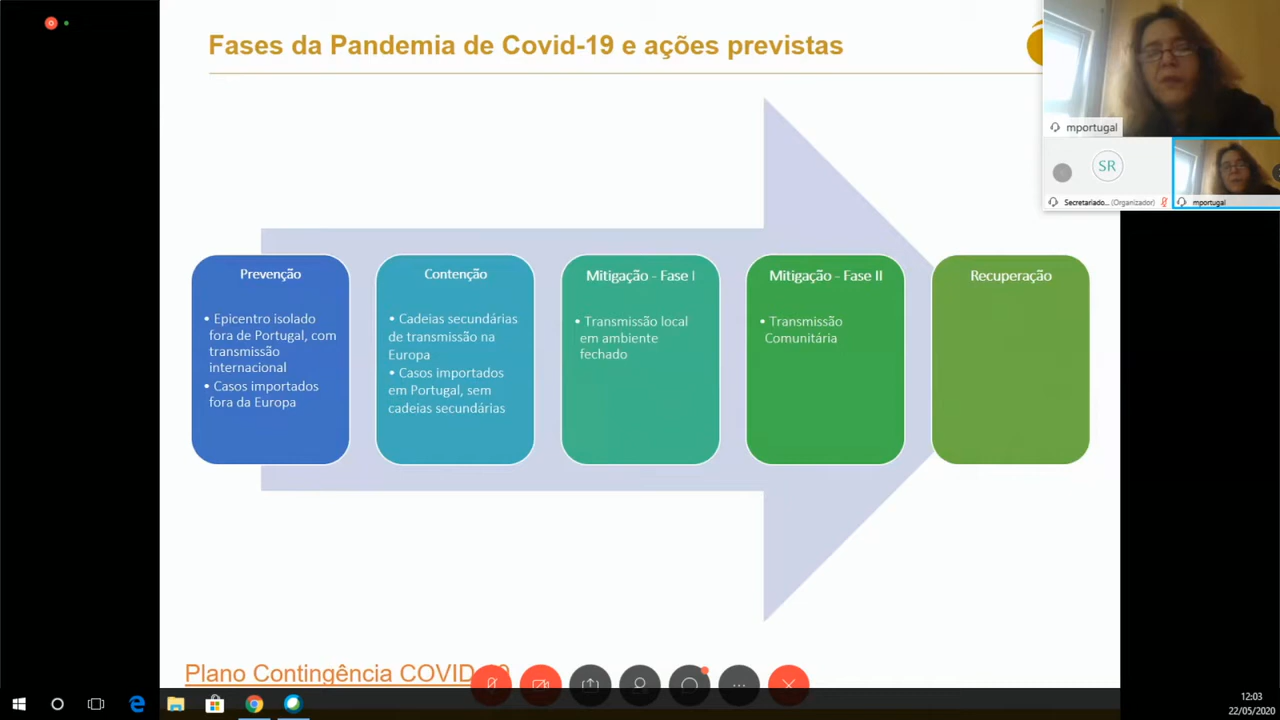 Fases da Pandemia de Covid-19 e ações previstas
mportugal
SR
Secretariado... (Organizador)
mportugal
Prevenção
• Epicentro isolado
fora de Portugal, com
transmissão
internacional
• Casos importados
fora da Europa
Contenção
• Cadeias secundárias
de transmissão na
Europa
• Casos importados
em Portugal, sem
cadeias secundárias
Mitigação - Fase I
• Transmissão local
em ambiente
fechado
Mitigação - Fase II
• Transmissão
Comunitária
Recuperação
Plano Contingência COVID
12:03
22/05/2020